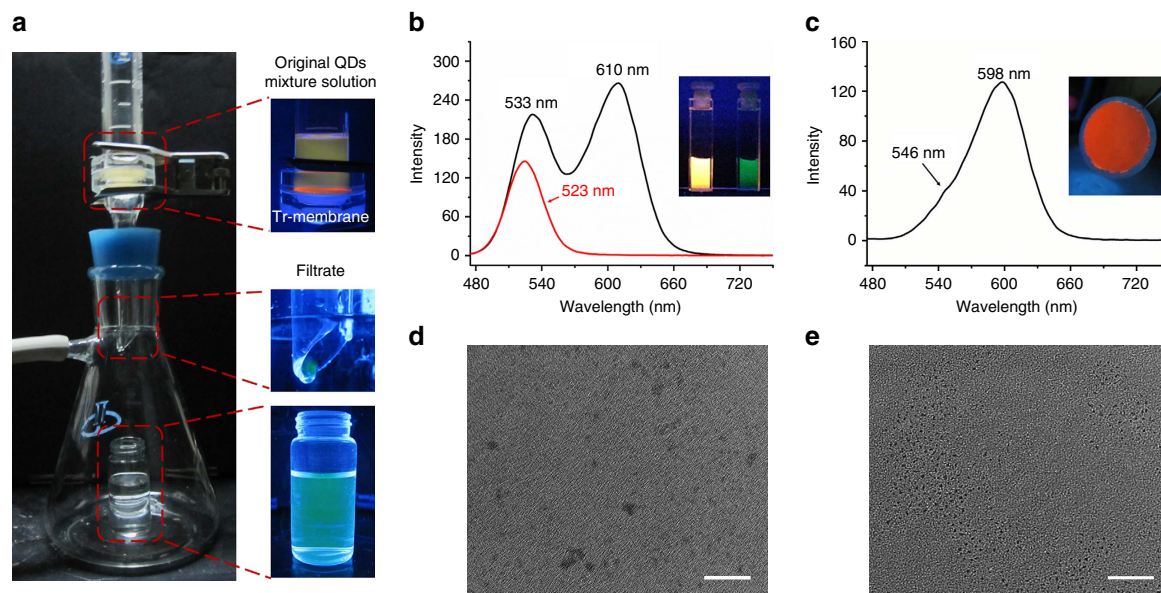 a
Original QDs
mixture solution
Tr-membrane
Filtrate
b
330
240
150
180
120
60
0
Intensity
533 nm
610 nm
523 nm
480
540
600
660
720
Wavelength (nm)
c
160
120
80
40
0
Intensity
546 nm
598 nm
480
540
600
660
720
Wavelength (nm)
d
e